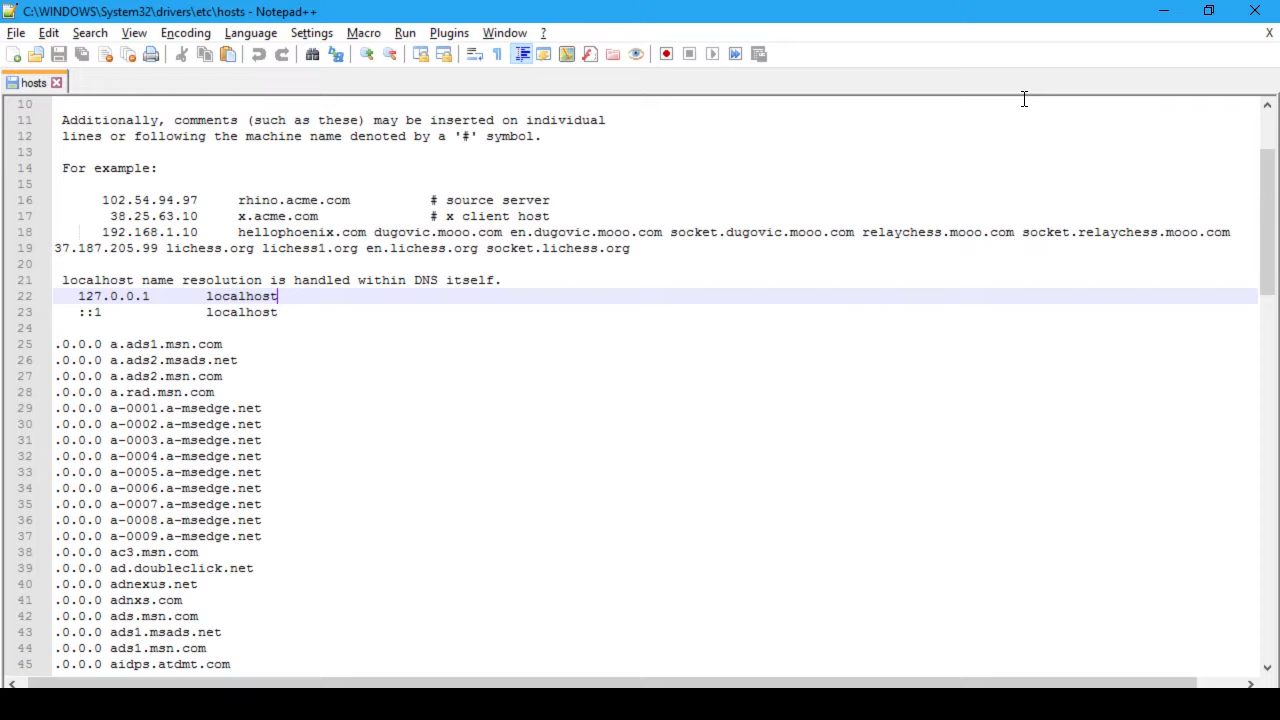 C:\WINDOWS\System32\drivers\etc\hosts - Notepad++
File Edit Search View Encoding Language Settings Macro Run Plugins Window ? X
hosts
10
11 Additionally, comments (such as these) may be inserted on individual
12 lines or following the machine name denoted by a '#' symbol.
13
14 For example:
15
16 102.54.94.97 rhino.acme.com # source server
17 38.25.63.10 x.acme.com # x client host
18 192.168.1.10 hellophoenix.com dugovic.mooo.com en.dugovic.mooo.com socket.dugovic.mooo.com relaychess.mooo.com socket.relaychess.mooo.com
19 37.187.205.99 lichess.org lichess1.org en.lichess.org socket.lichess.org
20
21 localhost name resolution is handled within DNS itself.
22 127.0.0.1 localhost
23 ::1 localhost
24
25 .0.0.0 a.ads1.msn.com
26 .0.0.0 a.ads2.msads.net
27 .0.0.0 a.ads2.msn.com
28 .0.0.0 a.rad.msn.com
29 .0.0.0 a-0001.a-msedge.net
30 .0.0.0 a-0002.a-msedge.net
31 .0.0.0 a-0003.a-msedge.net
32 .0.0.0 a-0004.a-msedge.net
33 .0.0.0 a-0005.a-msedge.net
34 .0.0.0 a-0006.a-msedge.net
35 .0.0.0 a-0007.a-msedge.net
36 .0.0.0 a-0008.a-msedge.net
37 .0.0.0 a-0009.a-msedge.net
38 .0.0.0 ac3.msn.com
39 .0.0.0 ad.doubleclick.net
40 .0.0.0 adnexus.net
41 .0.0.0 adnxs.com
42 .0.0.0 ads.msn.com
43 .0.0.0 ads1.msads.net
44 .0.0.0 ads1.msn.com
45 .0.0.0 aidps.atdmt.com